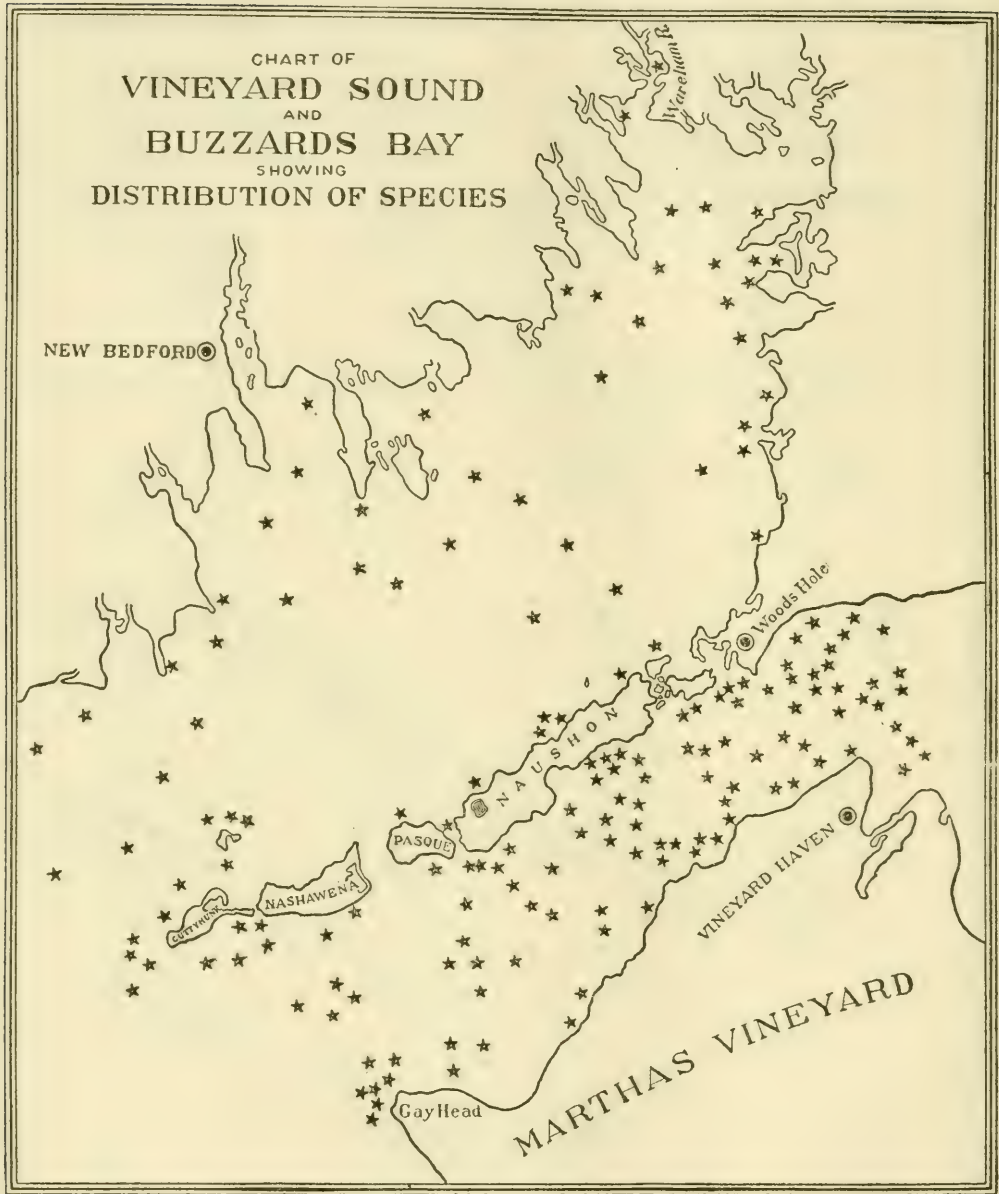 CHART OF
VINEYARD SOUND
AND
BUZZARDS BAY
SHOWING
DISTRIBUTION OF SPECIES
Wareham R.
NEW BEDFORD
Woods Hole
NAUSHON
PASQUE
NASHAWENA
CUTTYHUNK
VINEYARD HAVEN
MARTHAS VINEYARD
Gay Head